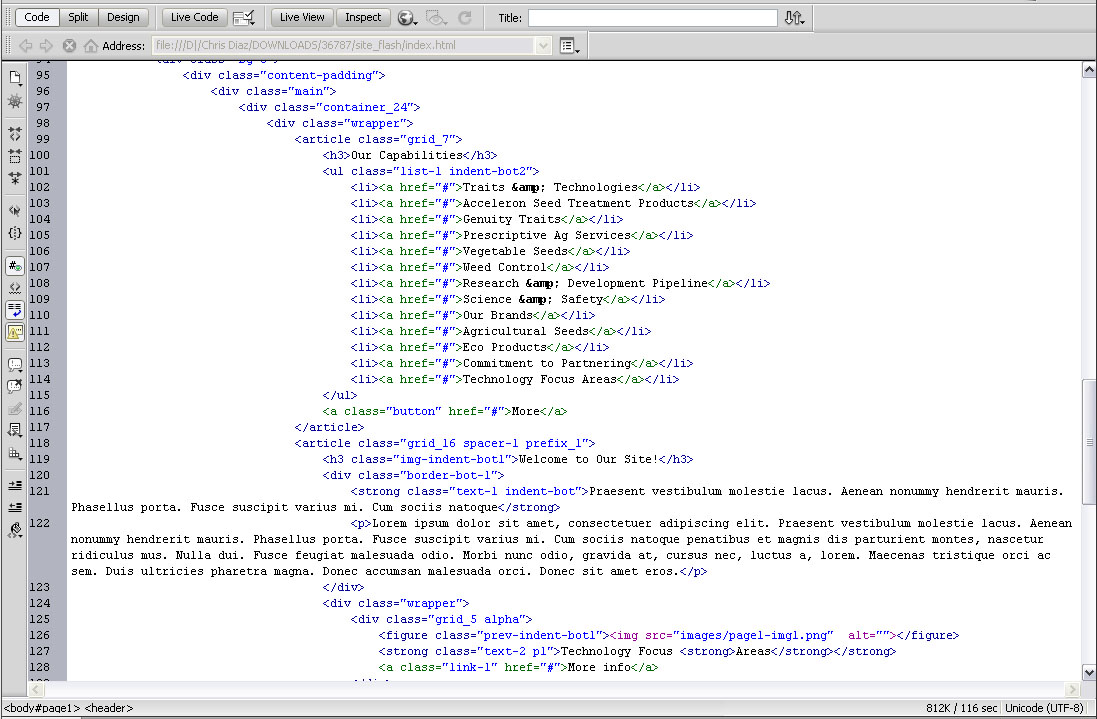 Code Split Design Live Code Live View Inspect Title:
Address: file:///D|/Chris Diaz/DOWNLOADS/36787/site_flash/index.html
95 <div class="content-padding">
96 <div class="main">
97 <div class="container_24">
98 <div class="wrapper">
99 <article class="grid_7">
100 <h3>Our Capabilities</h3>
101 <ul class="list-1 indent-bot2">
102 <li><a href="#">Traits &amp; Technologies</a></li>
103 <li><a href="#">Acceleron Seed Treatment Products</a></li>
104 <li><a href="#">Genuity Traits</a></li>
105 <li><a href="#">Prescriptive Ag Services</a></li>
106 <li><a href="#">Vegetable Seeds</a></li>
107 <li><a href="#">Weed Control</a></li>
108 <li><a href="#">Research &amp; Development Pipeline</a></li>
109 <li><a href="#">Science &amp; Safety</a></li>
110 <li><a href="#">Our Brands</a></li>
111 <li><a href="#">Agricultural Seeds</a></li>
112 <li><a href="#">Eco Products</a></li>
113 <li><a href="#">Commitment to Partnering</a></li>
114 <li><a href="#">Technology Focus Areas</a></li>
115 </ul>
116 <a class="button" href="#">More</a>
117 </article>
118 <article class="grid_16 spacer-1 prefix_1">
119 <h3 class="img-indent-bot1">Welcome to Our Site!</h3>
120 <div class="border-bot-1">
121 <strong class="text-1 indent-bot">Praesent vestibulum molestie lacus. Aenean nonummy hendrerit mauris.
Phasellus porta. Fusce suscipit varius mi. Cum sociis natoque</strong>
122 <p>Lorem ipsum dolor sit amet, consectetuer adipiscing elit. Praesent vestibulum molestie lacus. Aenean
nonummy hendrerit mauris. Phasellus porta. Fusce suscipit varius mi. Cum sociis natoque penatibus et magnis dis parturient montes, nascetur
ridiculus mus. Nulla dui. Fusce feugiat malesuada odio. Morbi nunc odio, gravida at, cursus nec, luctus a, lorem. Maecenas tristique orci ac
sem. Duis ultricies pharetra magna. Donec accumsan malesuada orci. Donec sit amet eros.</p>
123 </div>
124 <div class="wrapper">
125 <div class="grid_5 alpha">
126 <figure class="prev-indent-bot1"><img src="images/page1-img1.png"  alt=""></figure>
127 <strong class="text-2 p1">Technology Focus <strong>Areas</strong></strong>
128 <a class="link-1" href="#">More info</a>
<body#page1> <header> 812K / 116 sec Unicode (UTF-8)